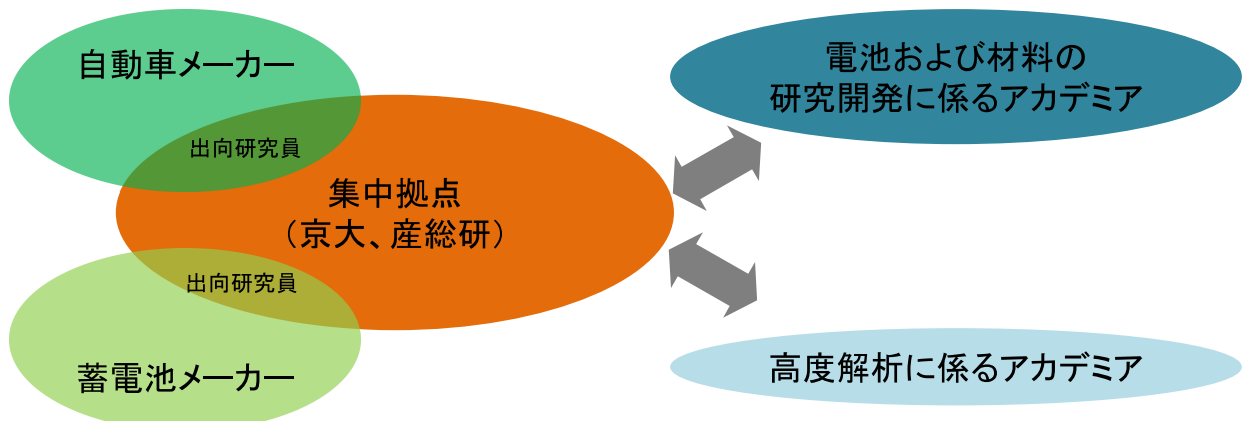 自動車メーカー
出向研究員
集中拠点
（京大、産総研）
出向研究員
蓄電池メーカー
電池および材料の
研究開発に係るアカデミア
高度解析に係るアカデミア